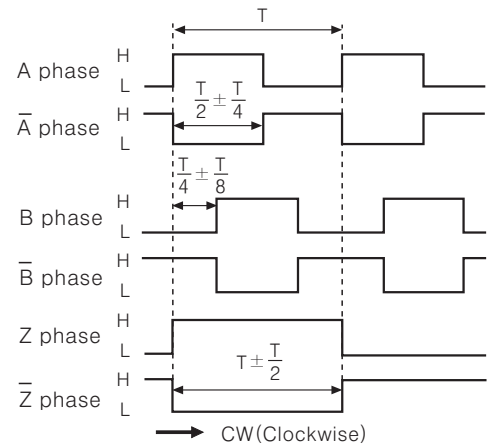 T
A phase H
L
A̅ phase H
L
T/2 ± T/4
T/4 ± T/8
B phase H
L
B̅ phase H
L
Z phase H
L
Z̅ phase H
L
T ± T/2
CW(Clockwise)